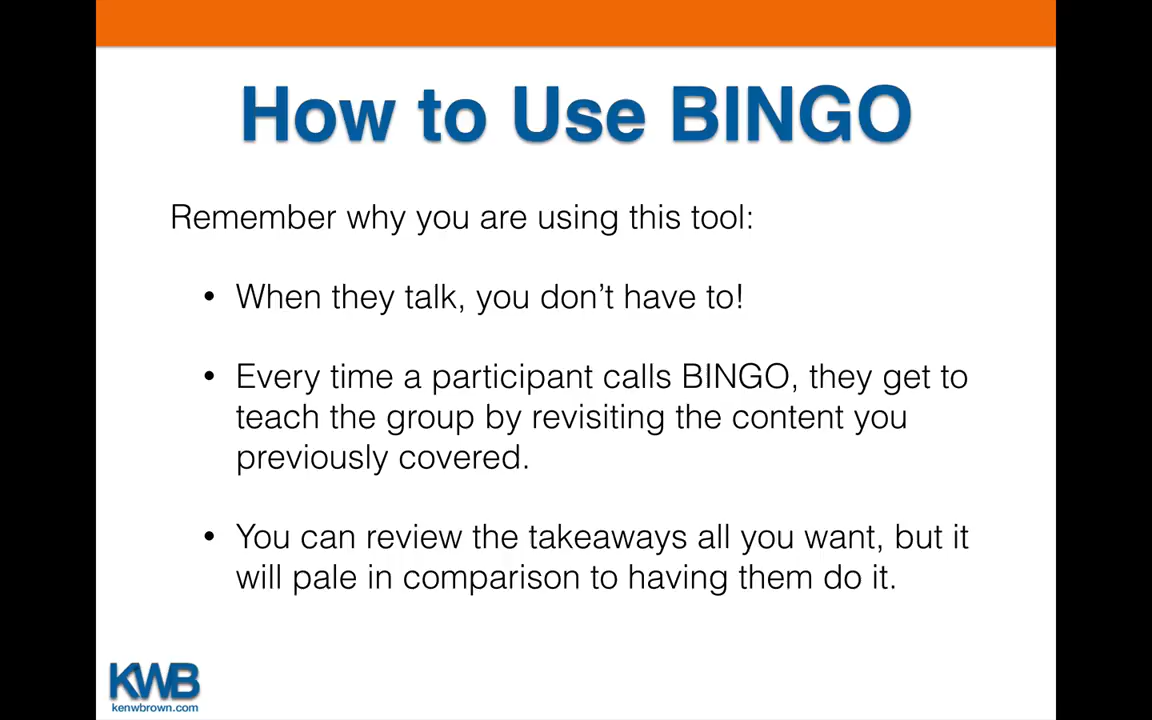 How to Use BINGO
Remember why you are using this tool:
• When they talk, you don’t have to!
• Every time a participant calls BINGO, they get to
teach the group by revisiting the content you
previously covered.
• You can review the takeaways all you want, but it
will pale in comparison to having them do it.
KWB
kenwbrown.com